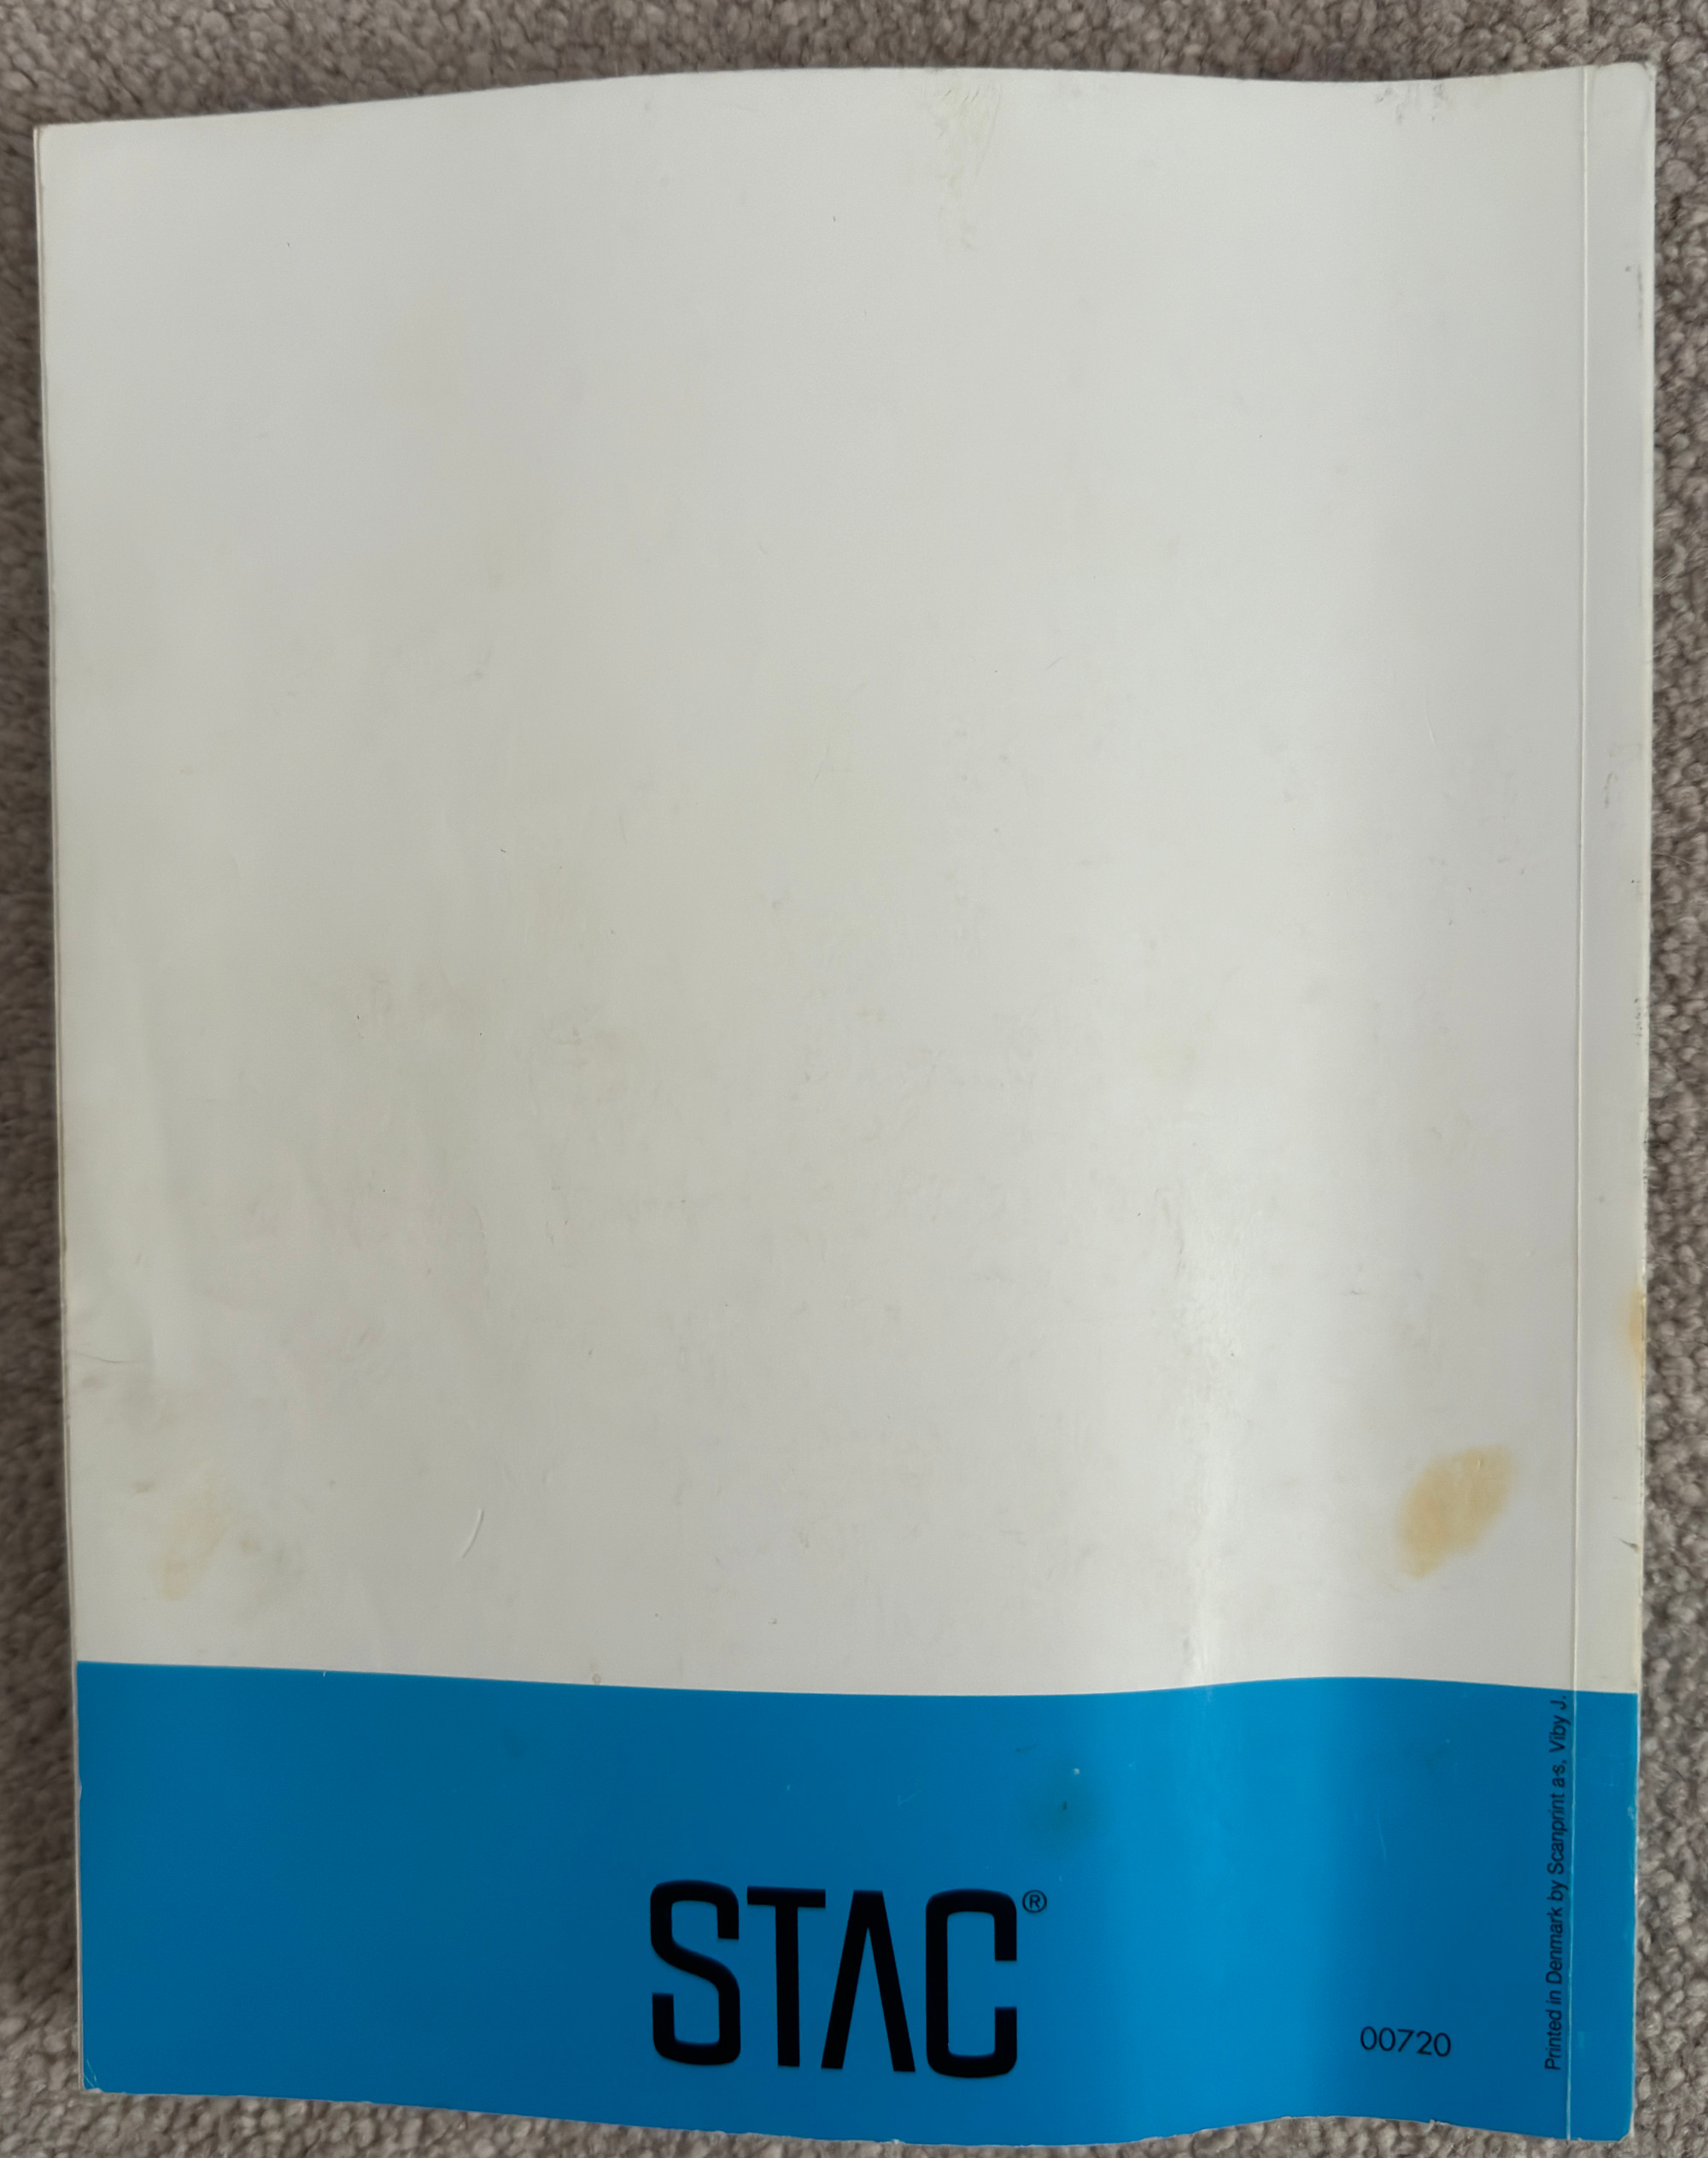 STAC®
00720
Printed in Denmark by Scanprint a·s, Viby J.